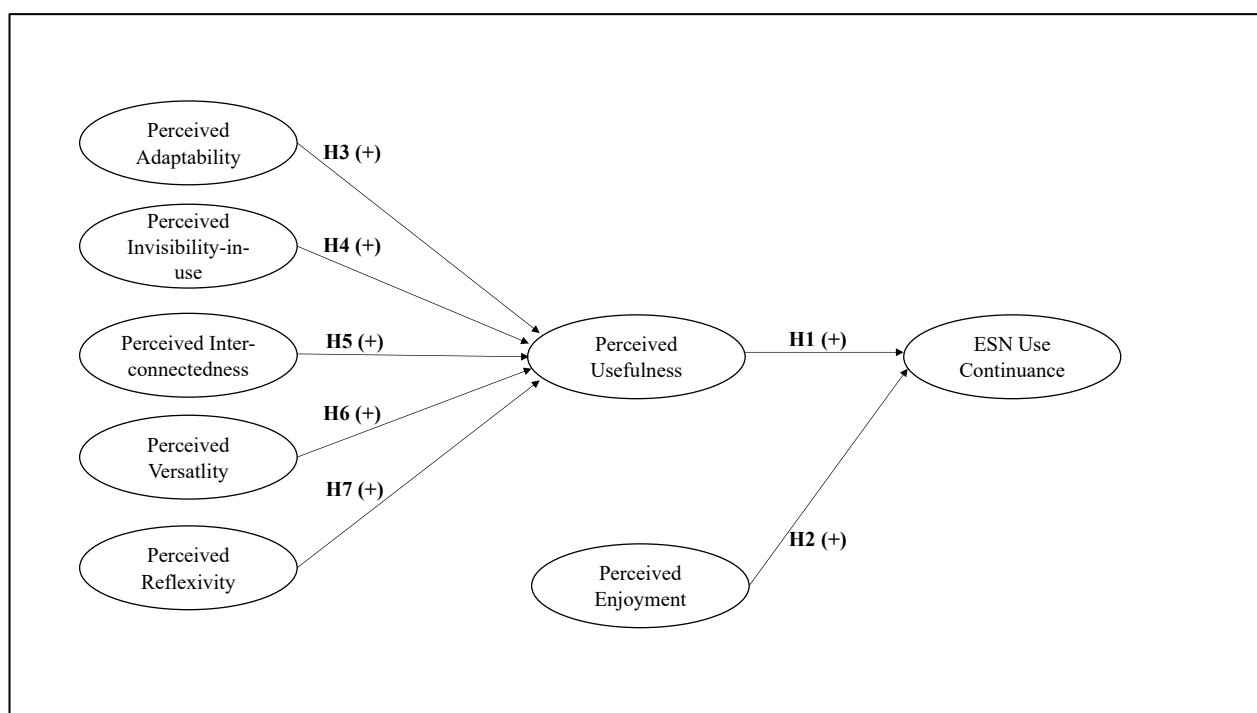 Perceived
Adaptability
H3 (+)
Perceived
Invisibility-in-
use
H4 (+)
Perceived Inter-
connectedness
H5 (+)
Perceived
Versatlity
H6 (+)
Perceived
Reflexivity
H7 (+)
Perceived
Usefulness
H1 (+)
ESN Use
Continuance
Perceived
Enjoyment
H2 (+)